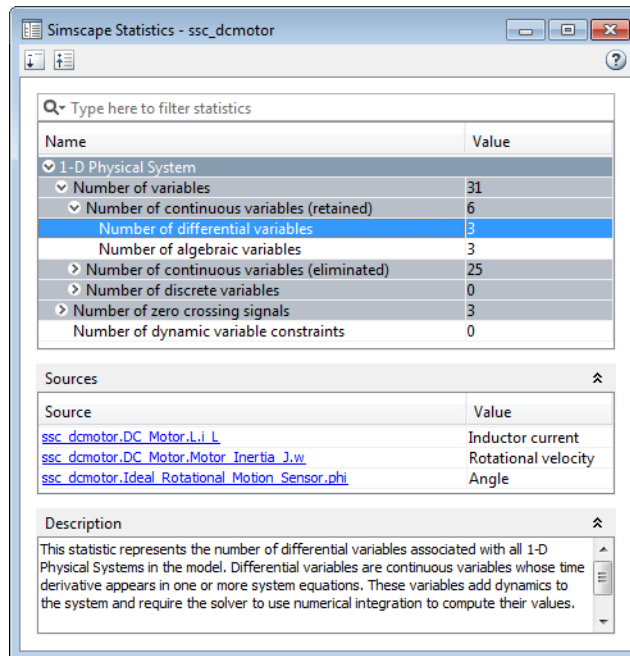 Simscape Statistics - ssc_dcmotor
Type here to filter statistics
Name Value
1-D Physical System
Number of variables 31
Number of continuous variables (retained) 6
Number of differential variables 3
Number of algebraic variables 3
Number of continuous variables (eliminated) 25
Number of discrete variables 0
Number of zero crossing signals 3
Number of dynamic variable constraints 0
Sources
Source Value
ssc_dcmotor.DC_Motor.L.i_L Inductor current
ssc_dcmotor.DC_Motor.Motor_Inertia_J.w Rotational velocity
ssc_dcmotor.Ideal_Rotational_Motion_Sensor.phi Angle
Description
This statistic represents the number of differential variables associated with all 1-D
Physical Systems in the model. Differential variables are continuous variables whose time
derivative appears in one or more system equations. These variables add dynamics to
the system and require the solver to use numerical integration to compute their values.